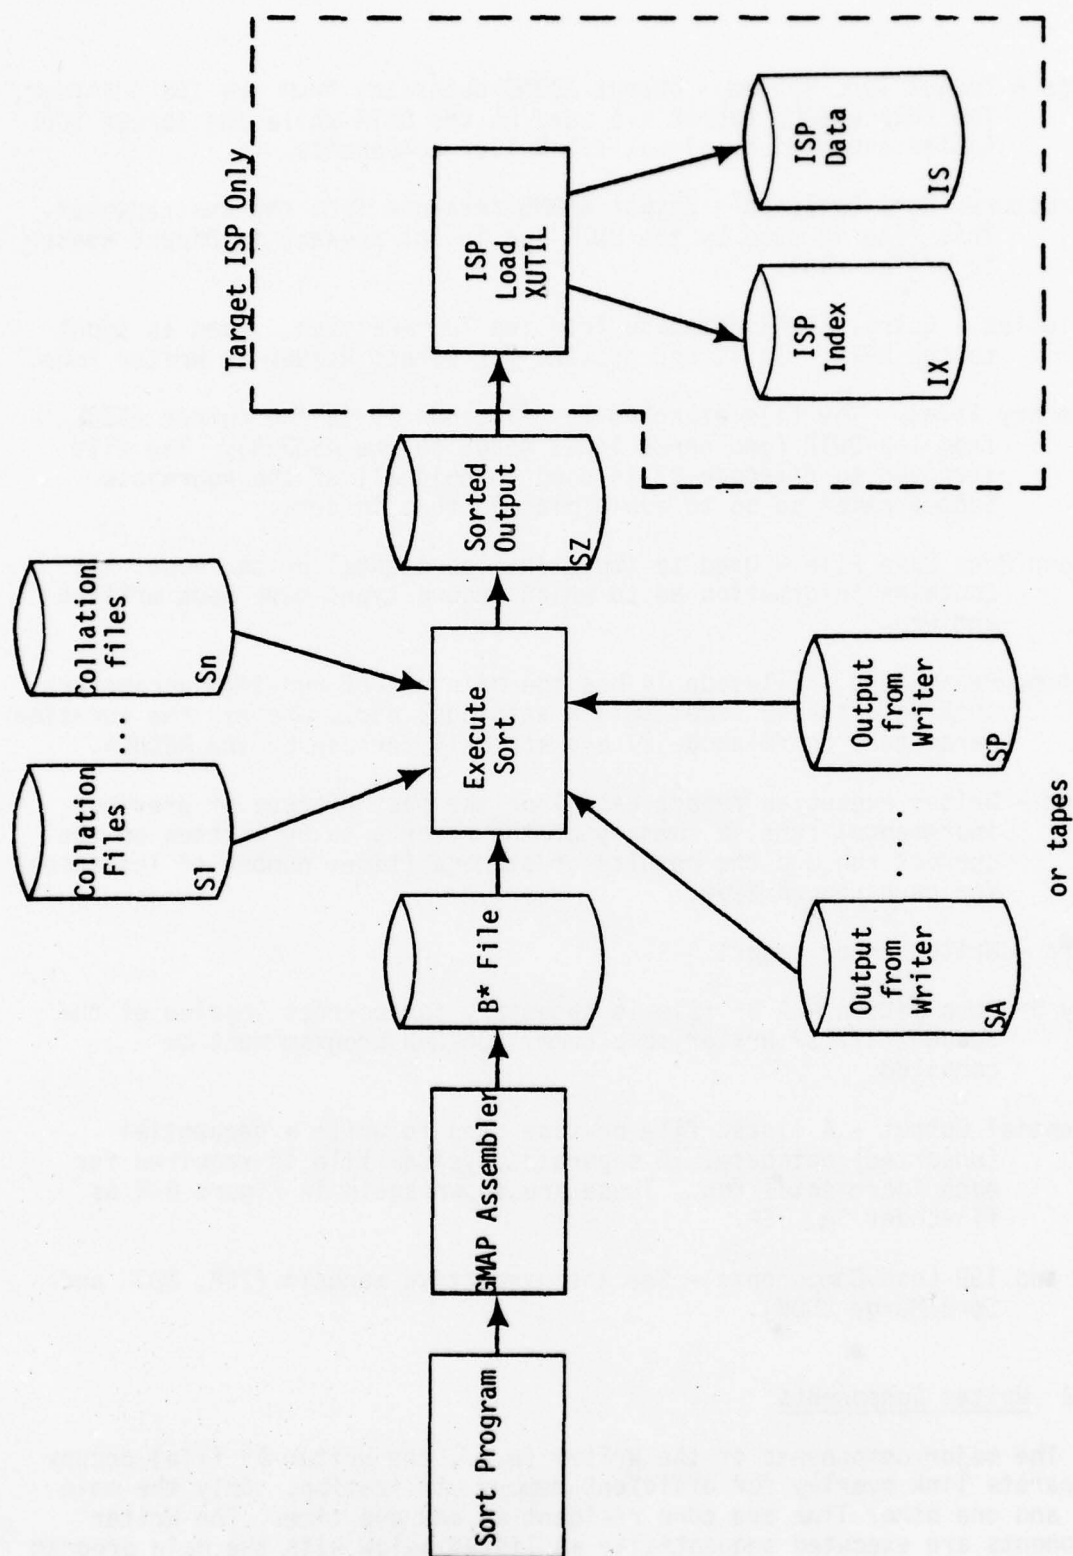 Collation
Files
S1
...
Collation
files
Sn
Target ISP Only
Sort Program
GMAP Assembler
B* File
Execute
Sort
Sorted
Output
SZ
ISP
Load
XUTIL
Output
from
Writer
SA
....
Output
from
Writer
SP
ISP
Index
IX
ISP
Data
IS
or tapes